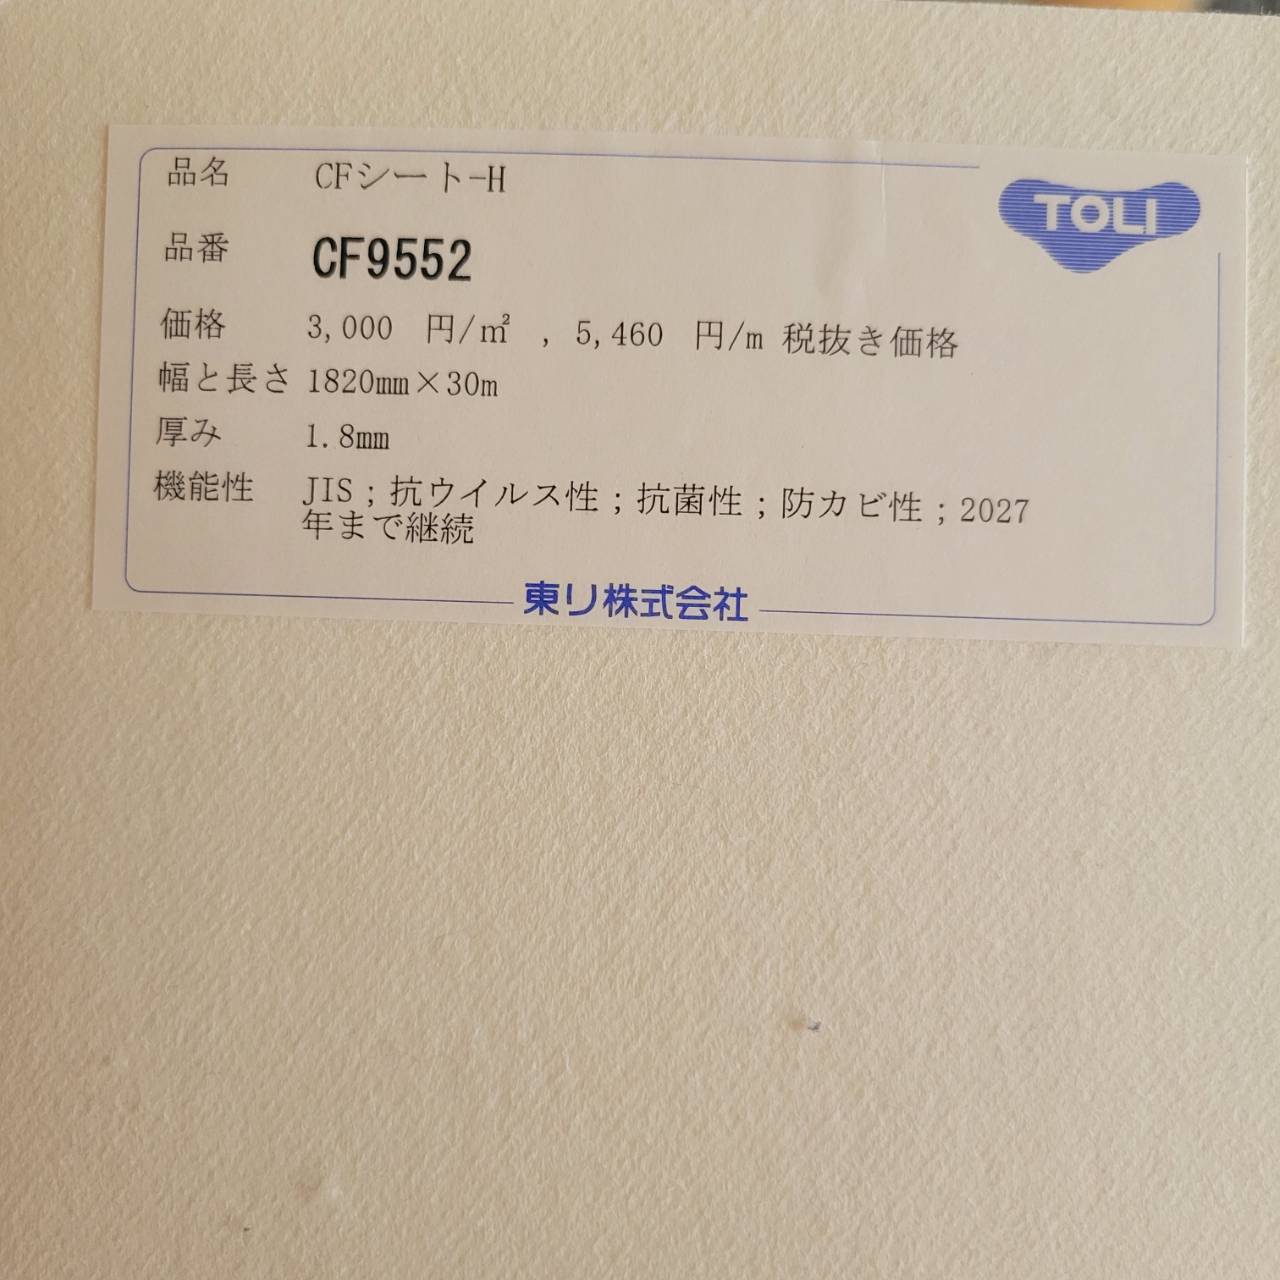 品名 CFシート-H
TOLI
品番 CF9552
価格 3,000 円/㎡ , 5,460 円/m 税抜き価格
幅と長さ 1820mm×30m
厚み 1.8mm
機能性 JIS;抗ウイルス性;抗菌性;防カビ性;2027
年まで継続
東リ株式会社